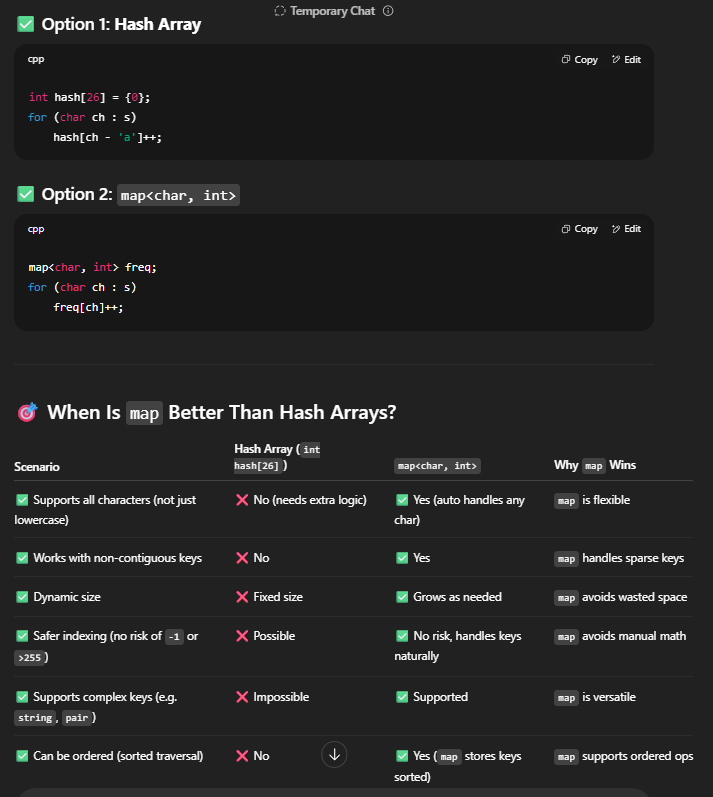 Temporary Chat
✅ Option 1: Hash Array
cpp
Copy Edit
int hash[26] = {0};
for (char ch : s)
    hash[ch - 'a']++;
✅ Option 2: map<char, int>
cpp
Copy Edit
map<char, int> freq;
for (char ch : s)
    freq[ch]++;
🎯 When Is map Better Than Hash Arrays?
Hash Array (int
Scenario hash[26]) map<char, int> Why map Wins
✅ Supports all characters (not just ❌ No (needs extra logic) ✅ Yes (auto handles any map is flexible
lowercase) char)
✅ Works with non-contiguous keys ❌ No ✅ Yes map handles sparse keys
✅ Dynamic size ❌ Fixed size ✅ Grows as needed map avoids wasted space
✅ Safer indexing (no risk of -1 or ❌ Possible ✅ No risk, handles keys map avoids manual math
>255) naturally
✅ Supports complex keys (e.g. ❌ Impossible ✅ Supported map is versatile
string, pair)
✅ Can be ordered (sorted traversal) ❌ No ✅ Yes (map stores keys map supports ordered ops
sorted)